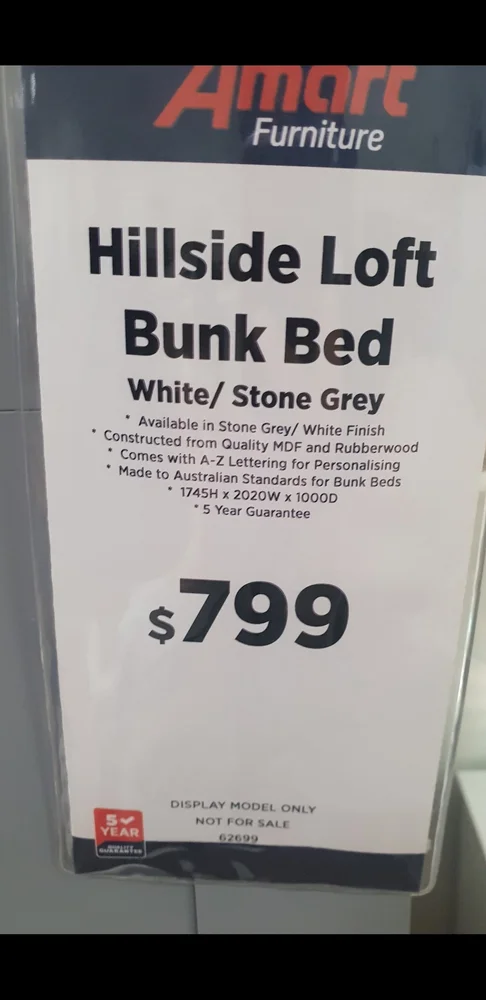 Amart
Furniture
Hillside Loft
Bunk Bed
White/ Stone Grey
* Available in Stone Grey/ White Finish
* Constructed from Quality MDF and Rubberwood
* Comes with A-Z Lettering for Personalising
* Made to Australian Standards for Bunk Beds
* 1745H x 2020W x 1000D
* 5 Year Guarantee
$799
DISPLAY MODEL ONLY
NOT FOR SALE
62699
5
YEAR
QUALITY
GUARANTEE